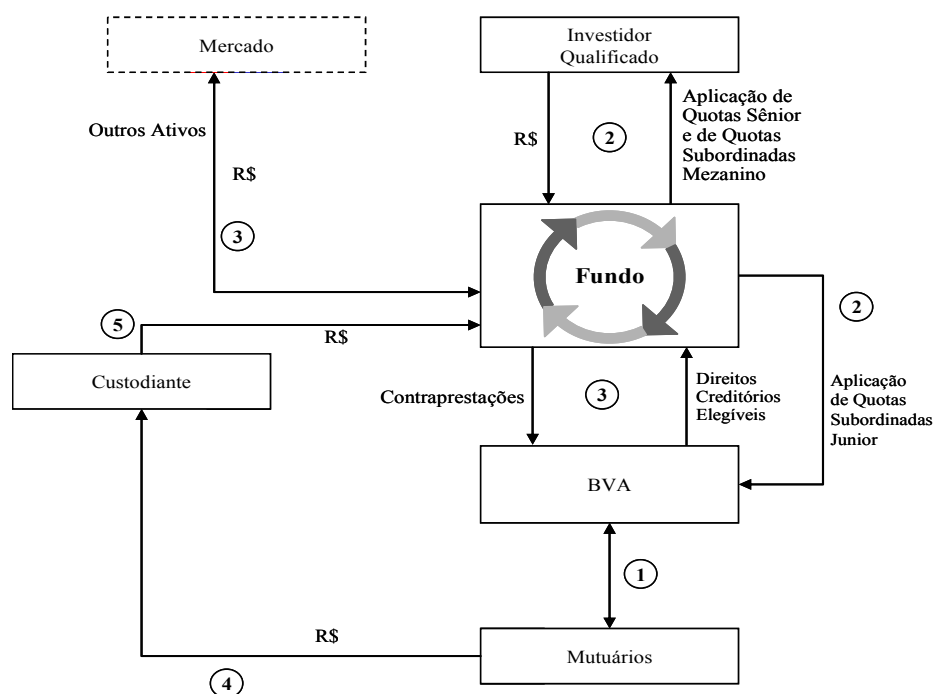 Mercado
Investidor
Qualificado
Outros Ativos
R$
3
R$
2
Aplicação de
Quotas Sênior
e de Quotas
Subordinadas
Mezanino
Fundo
2
Aplicação
de Quotas
Subordinadas
Junior
5
R$
Custodiante
Contraprestações
3
Direitos
Creditórios
Elegíveis
BVA
1
R$
4
Mutuários